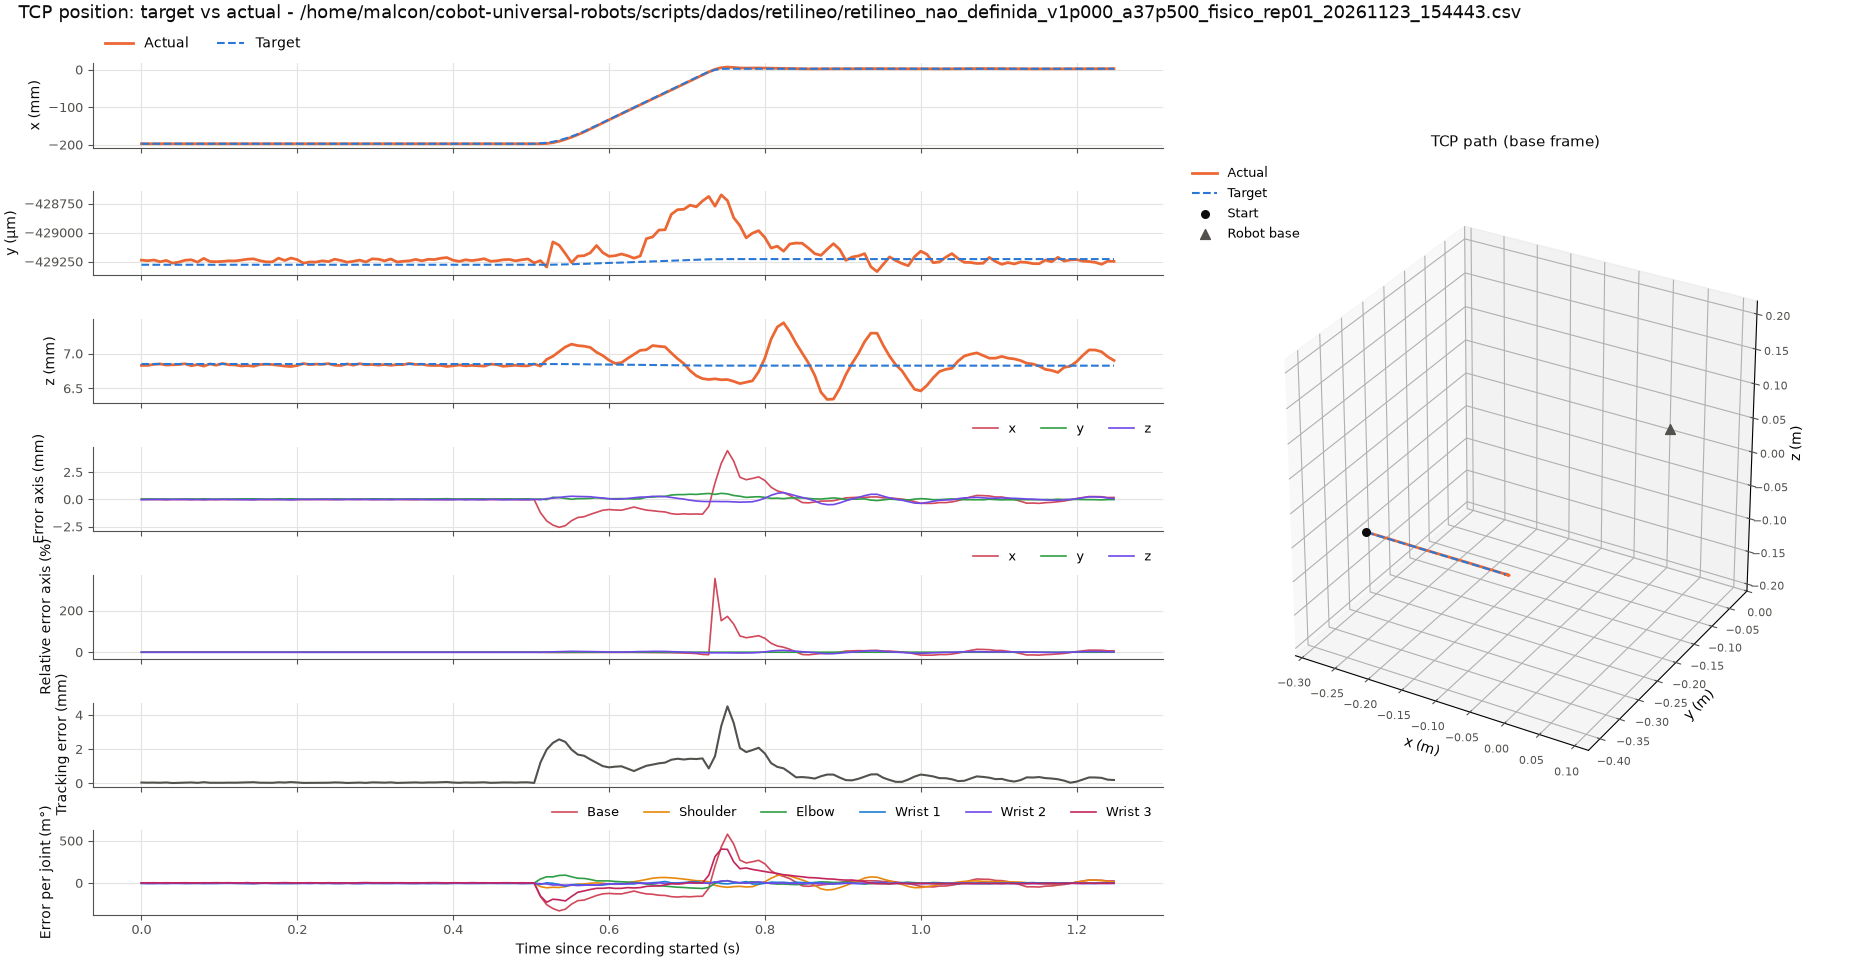 TCP position: target vs actual - /home/malcon/cobot-universal-robots/scripts/dados/retilineo/retilineo_nao_definida_v1p000_a37p500_fisico_rep01_20261123_154443.csv
Actual Target
x (mm)
0
−100
−200
y (µm)
−428750
−429000
−429250
z (mm)
7.0
6.5
x y z
Error axis (mm)
2.5
0.0
−2.5
x y z
Relative error axis (%)
200
0
Tracking error (mm)
4
2
0
Base Shoulder Elbow Wrist 1 Wrist 2 Wrist 3
Error per joint (m°)
500
0
0.0 0.2 0.4 0.6 0.8 1.0 1.2
Time since recording started (s)
TCP path (base frame)
Actual
Target
Start
Robot base
0.20
0.15
0.10
0.05
0.00
−0.05
−0.10
−0.15
−0.20
z (m)
0.00
−0.05
−0.10
−0.15
−0.20
−0.25
−0.30
−0.35
−0.40
y (m)
−0.30
−0.25
−0.20
−0.15
−0.10
−0.05
0.00
0.05
0.10
x (m)